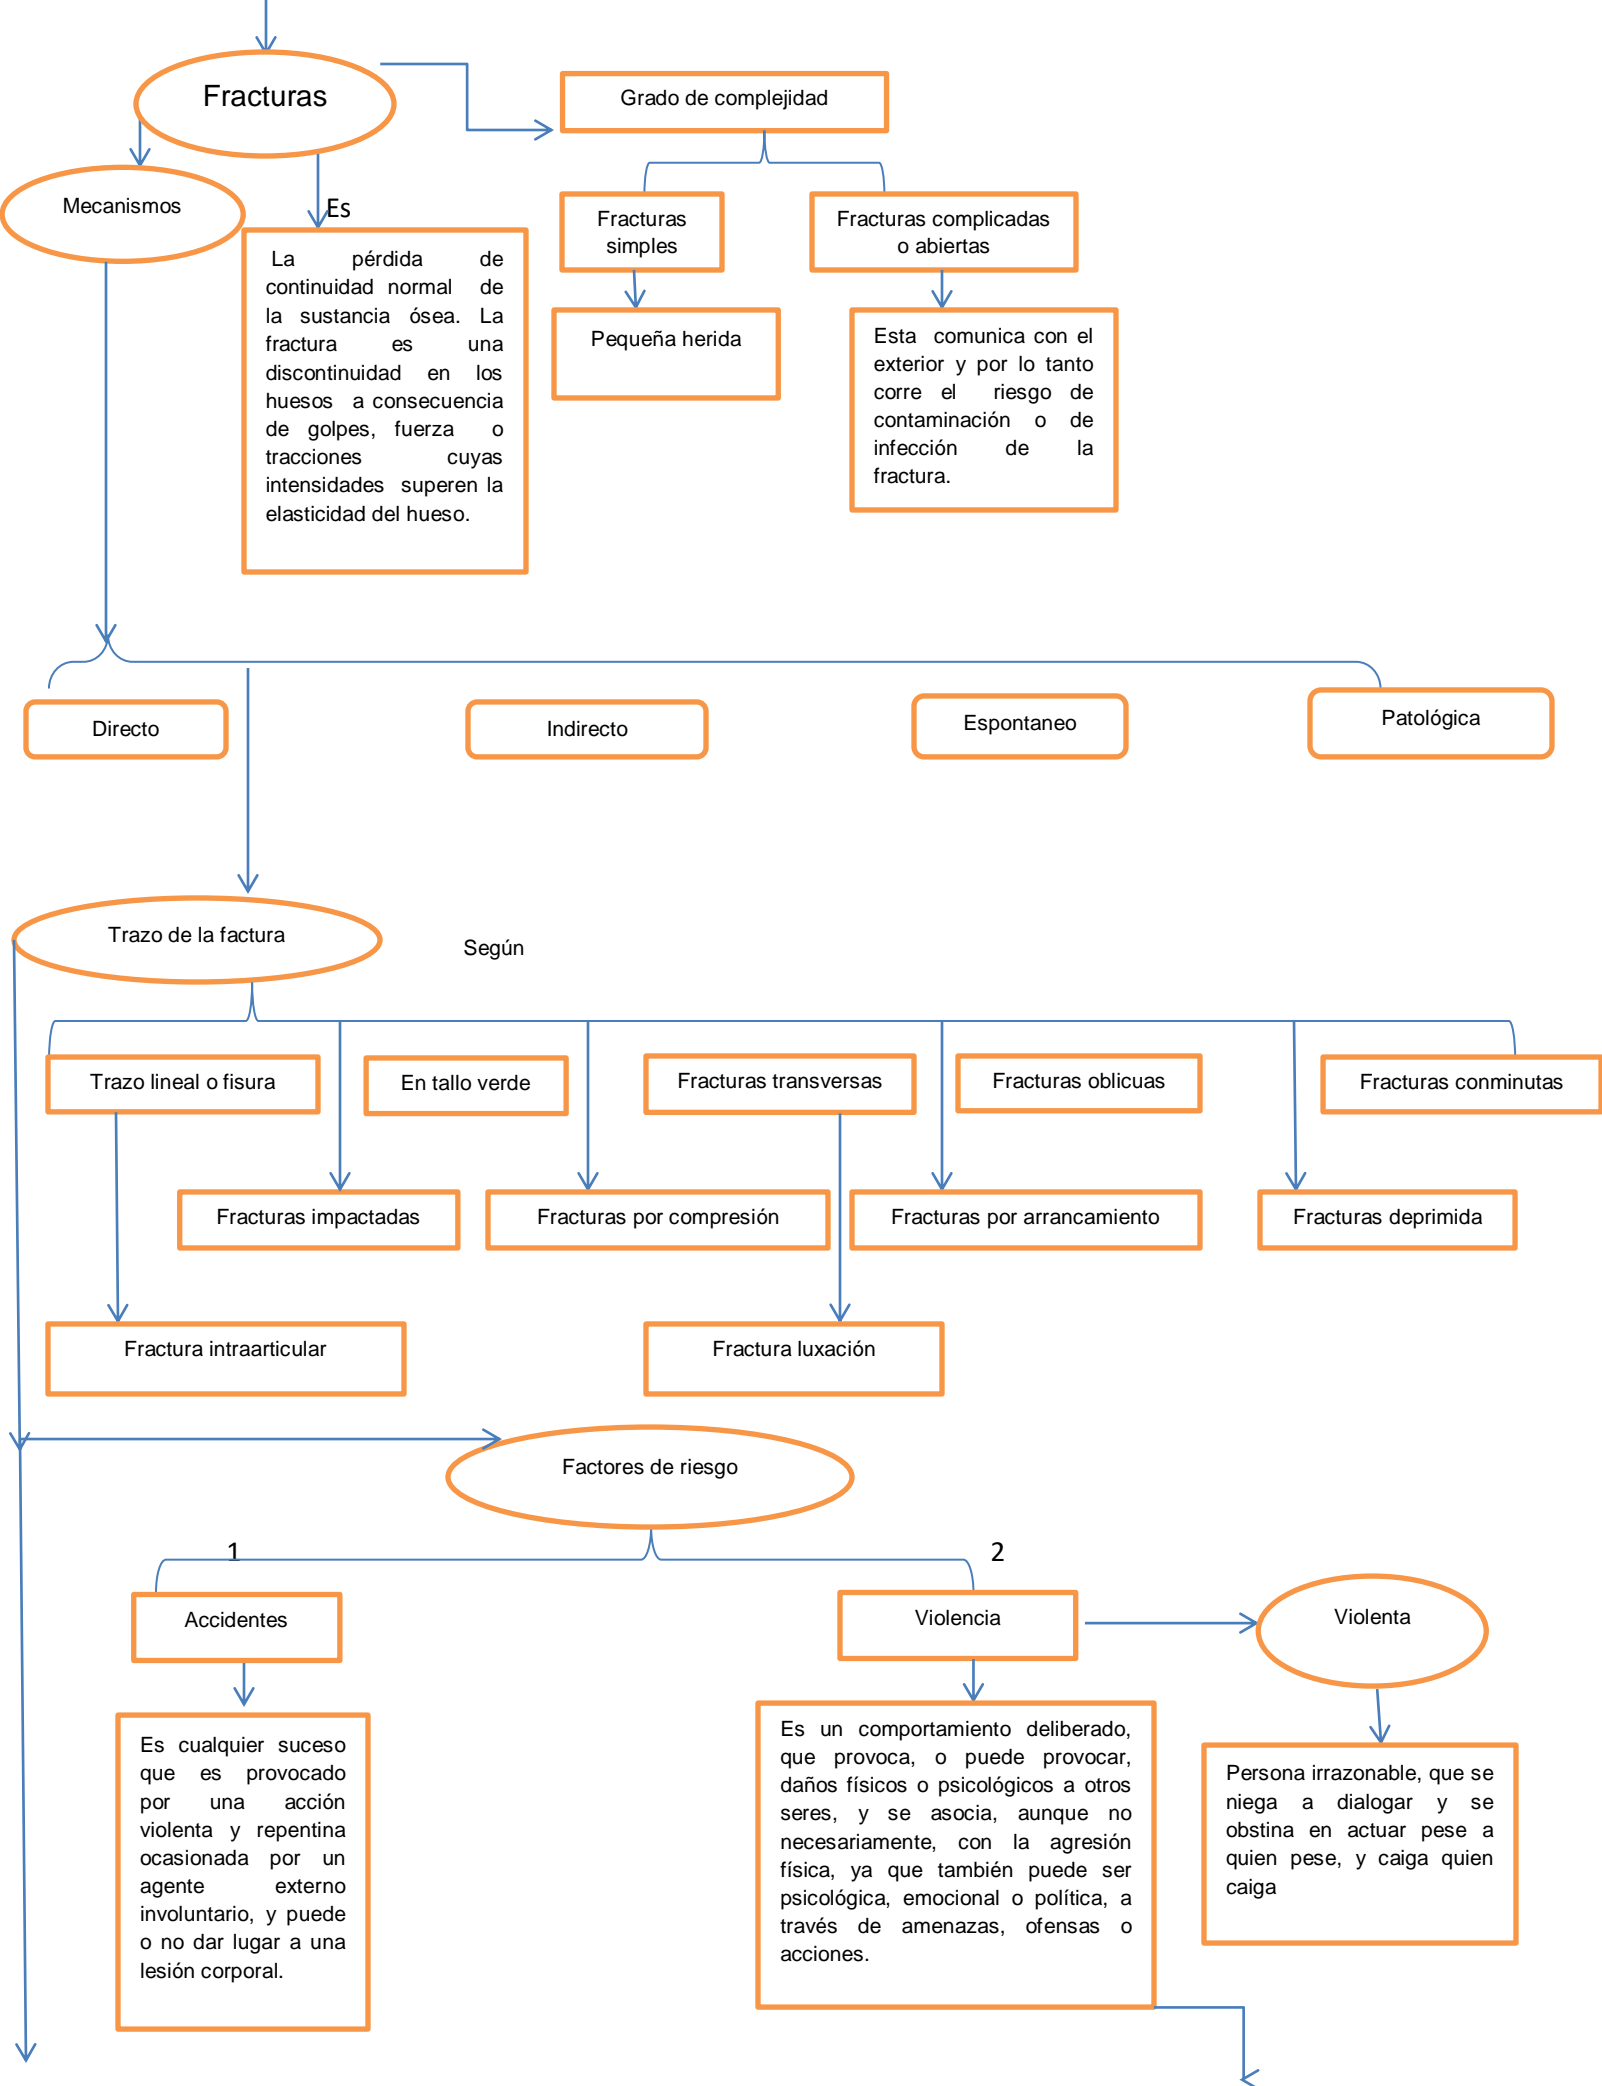 Fracturas
Grado de complejidad
Mecanismos
Es
Fracturas
simples
Fracturas complicadas
o abiertas
La pérdida de
continuidad normal de
la sustancia ósea. La
fractura es una
discontinuidad en los
huesos a consecuencia
de golpes, fuerza o
tracciones cuyas
intensidades superen la
elasticidad del hueso.
Pequeña herida
Esta comunica con el
exterior y por lo tanto
corre el riesgo de
contaminación o de
infección de la
fractura.
Directo
Indirecto
Espontaneo
Patológica
Trazo de la factura
Según
Trazo lineal o fisura
En tallo verde
Fracturas transversas
Fracturas oblicuas
Fracturas conminutas
Fracturas impactadas
Fracturas por compresión
Fracturas por arrancamiento
Fracturas deprimida
Fractura intraarticular
Fractura luxación
Factores de riesgo
1
2
Accidentes
Violencia
Violenta
Es cualquier suceso
que es provocado
por una acción
violenta y repentina
ocasionada por un
agente externo
involuntario, y puede
o no dar lugar a una
lesión corporal.
Es un comportamiento deliberado,
que provoca, o puede provocar,
daños físicos o psicológicos a otros
seres, y se asocia, aunque no
necesariamente, con la agresión
física, ya que también puede ser
psicológica, emocional o política, a
través de amenazas, ofensas o
acciones.
Persona irrazonable, que se
niega a dialogar y se
obstina en actuar pese a
quien pese, y caiga quien
caiga